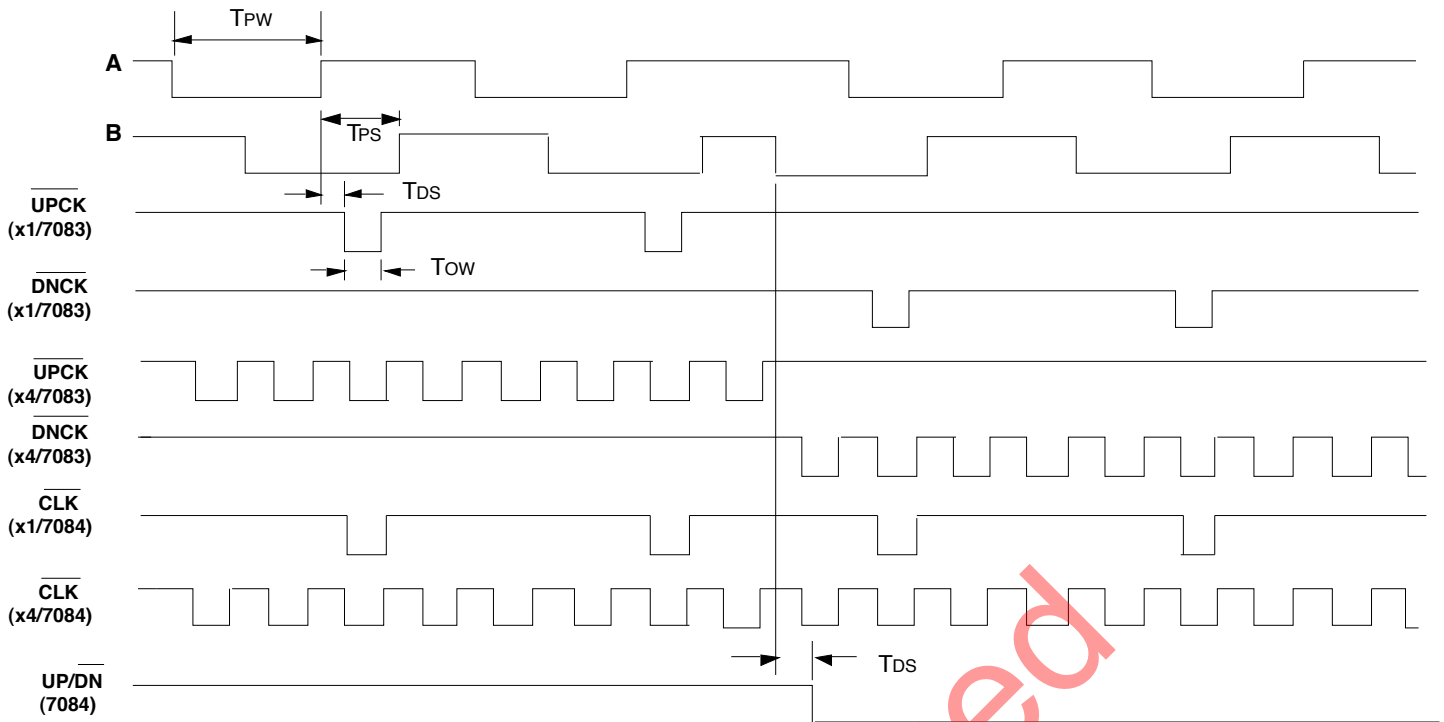 TPW
A
B
TPS
TDS
UPCK
(x1/7083)
TOW
DNCK
(x1/7083)
UPCK
(x4/7083)
DNCK
(x4/7083)
CLK
(x1/7084)
CLK
(x4/7084)
TDS
UP/DN
(7084)
ed